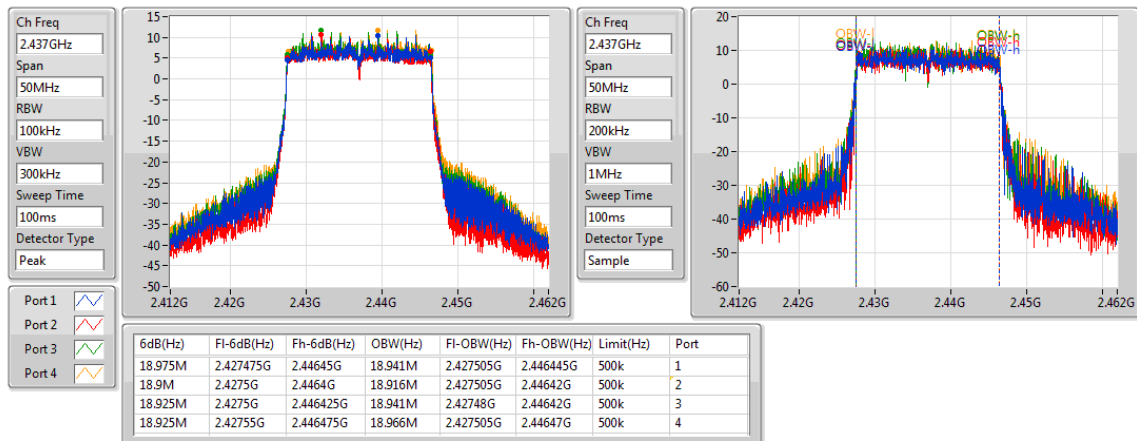 Ch Freq
2.437GHz
Span
50MHz
RBW
100kHz
VBW
300kHz
Sweep Time
100ms
Detector Type
Peak
15
10
5
0
-5
-10
-15
-20
-25
-30
-35
-40
-45
-50
2.412G 2.42G 2.43G 2.44G 2.45G 2.462G
Ch Freq
2.437GHz
Span
50MHz
RBW
200kHz
VBW
1MHz
Sweep Time
100ms
Detector Type
Sample
20
10
0
-10
-20
-30
-40
-50
-60
OBW-l OBW-h
OBW-h
OBW-h
2.412G 2.43G 2.44G 2.45G 2.462G
Port 1
Port 2
Port 3
Port 4
6dB(Hz) Fl-6dB(Hz) Fh-6dB(Hz) OBW(Hz) Fl-OBW(Hz) Fh-OBW(Hz) Limit(Hz) Port
18.975M 2.427475G 2.44645G 18.941M 2.427505G 2.446445G 500k 1
18.9M 2.4275G 2.4464G 18.916M 2.427505G 2.44642G 500k 2
18.925M 2.4275G 2.446425G 18.941M 2.42748G 2.44642G 500k 3
18.925M 2.42755G 2.446475G 18.966M 2.427505G 2.44647G 500k 4